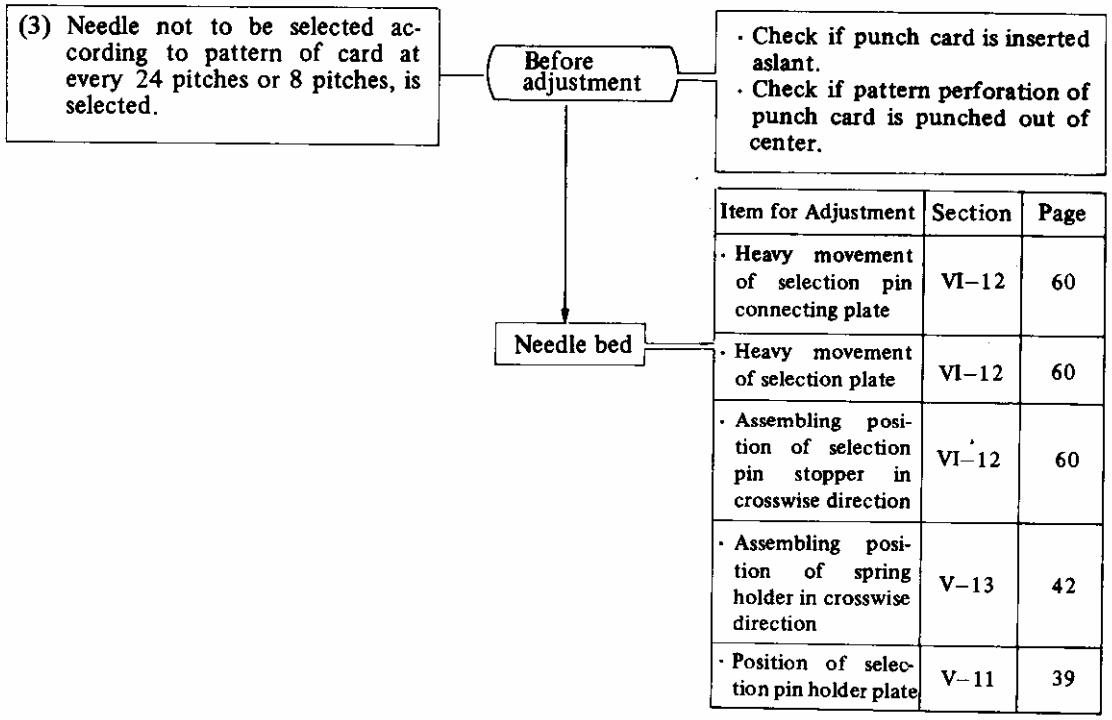 (3) Needle not to be selected ac-
cording to pattern of card at
every 24 pitches or 8 pitches, is
selected.
Before
adjustment
· Check if punch card is inserted
aslant.
· Check if pattern perforation of
punch card is punched out of
center.
Needle bed
Item for Adjustment Section Page
· Heavy movement
of selection pin
connecting plate
VI–12 60
· Heavy movement
of selection plate
VI–12 60
· Assembling posi-
tion of selection
pin stopper in
crosswise direction
VI–12 60
· Assembling posi-
tion of spring
holder in crosswise
direction
V–13 42
· Position of selec-
tion pin holder plate
V–11 39